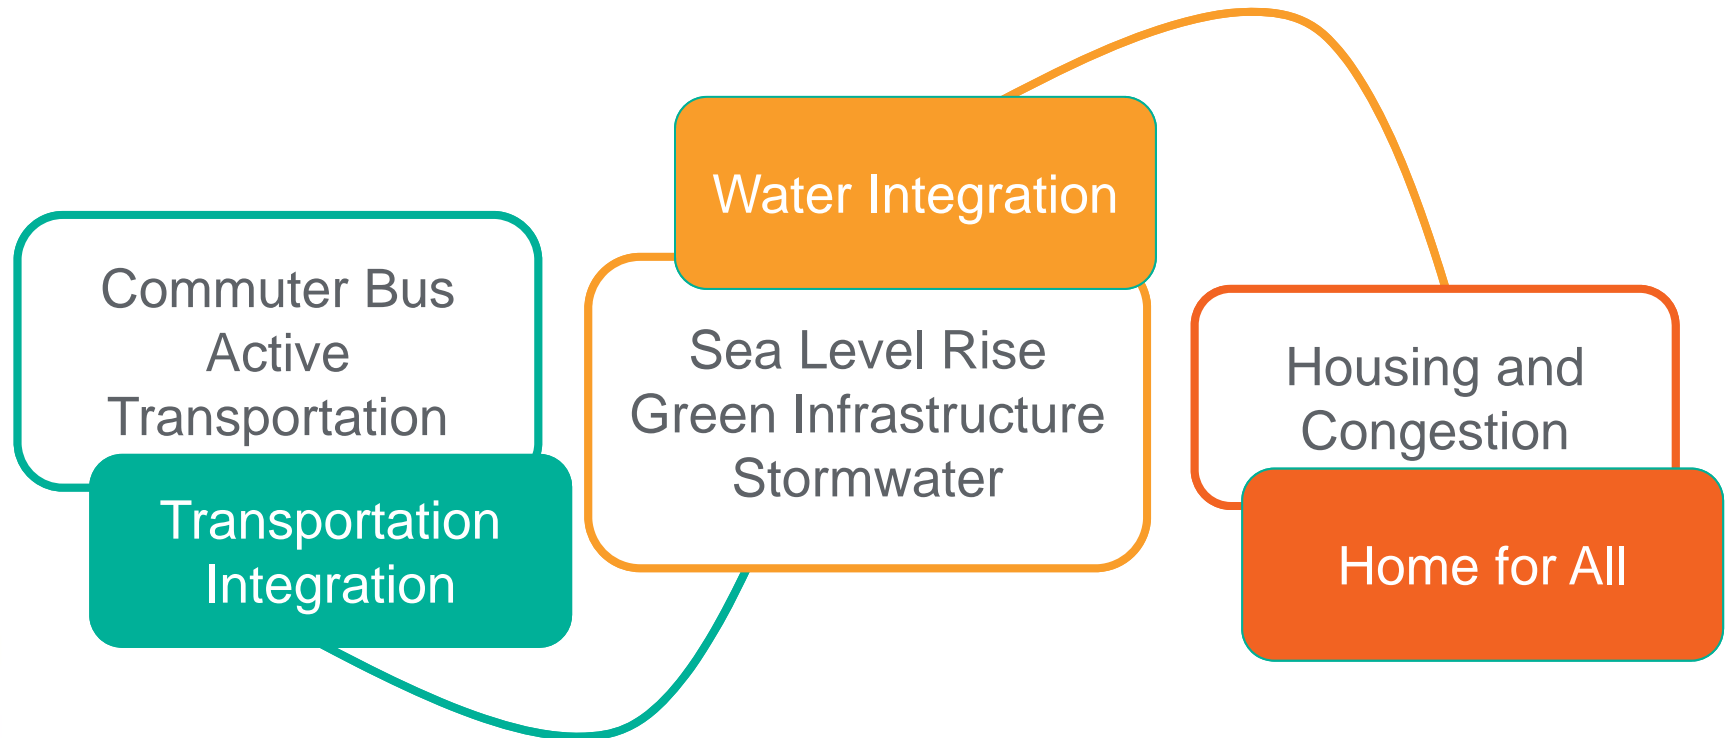 Commuter Bus
Active
Transportation
Transportation
Integration
Water Integration
Sea Level Rise
Green Infrastructure
Stormwater
Housing and
Congestion
Home for All